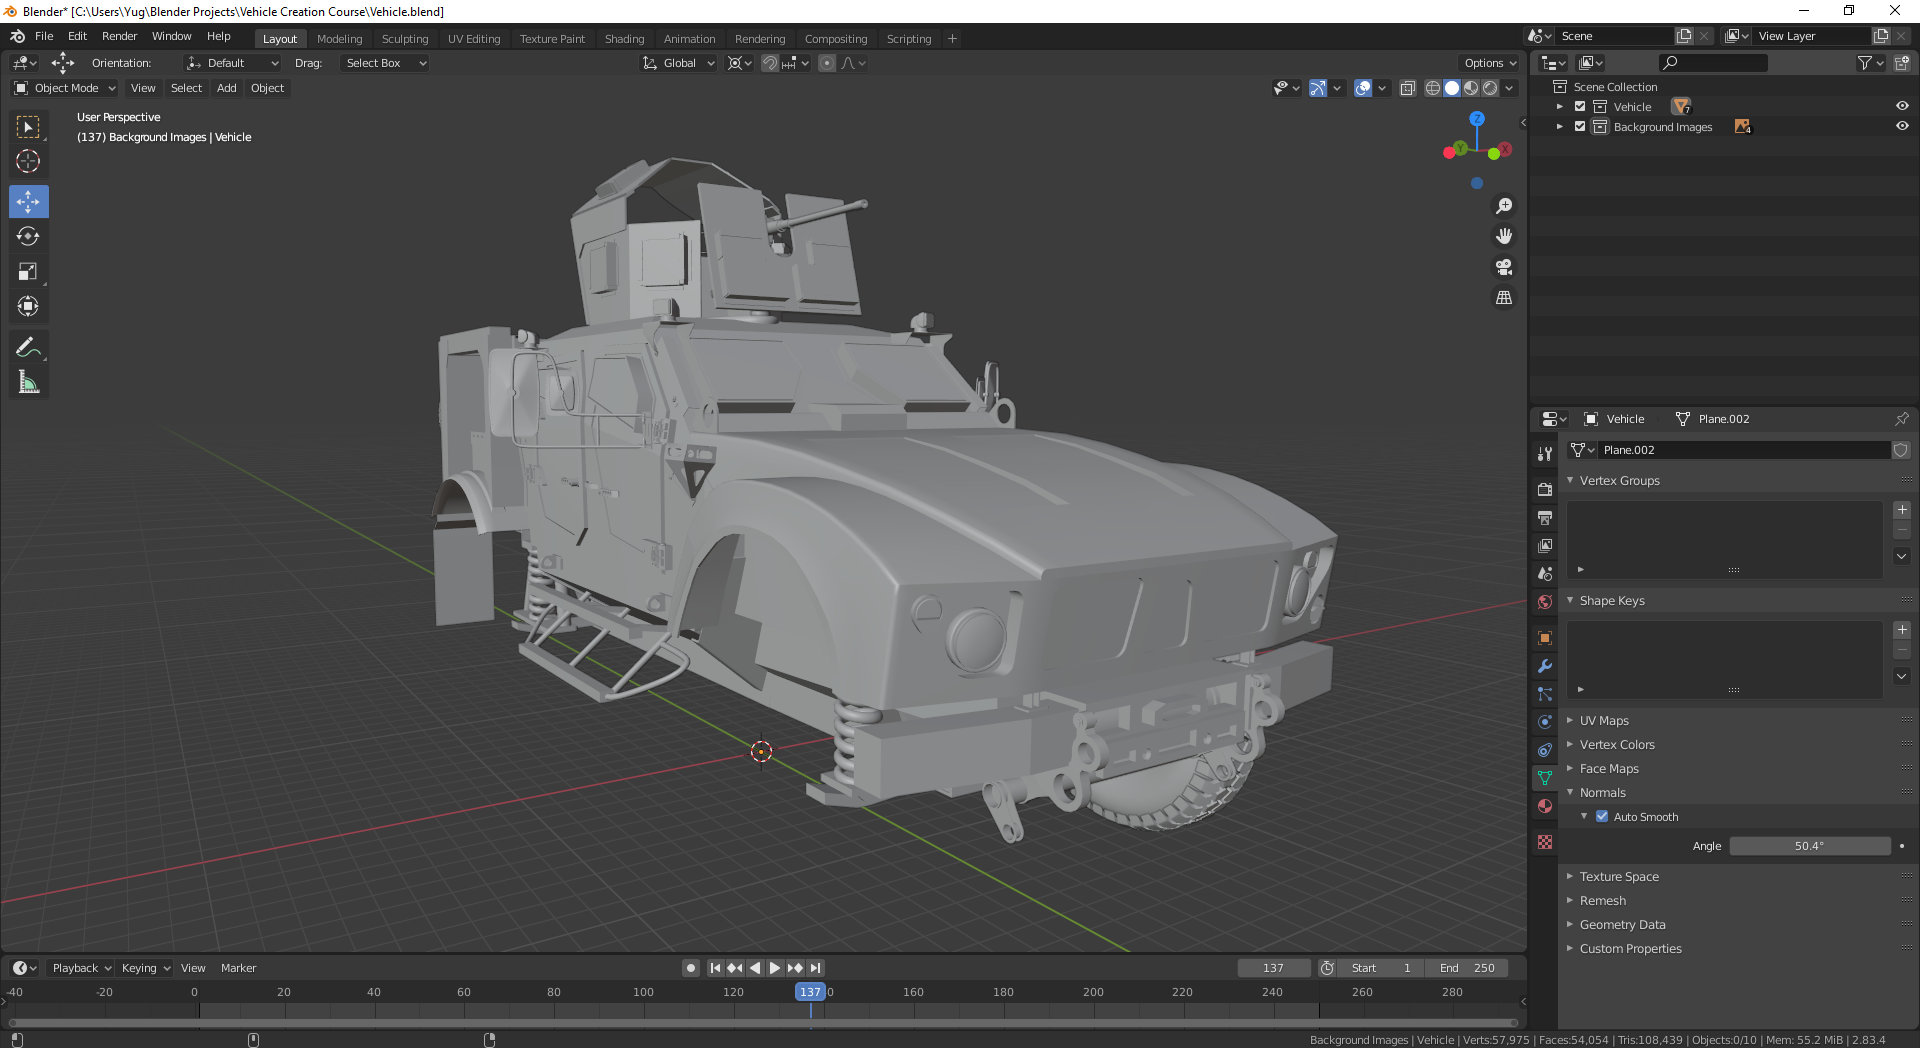 Blender* [C:\Users\Yug\Blender Projects\Vehicle Creation Course\Vehicle.blend]
File Edit Render Window Help Layout Modeling Sculpting UV Editing Texture Paint Shading Animation Rendering Compositing Scripting + Scene View Layer
Orientation: Default Drag: Select Box Global Options
Object Mode View Select Add Object
User Perspective
(137) Background Images | Vehicle
Z
Y X
Scene Collection
Vehicle 7
Background Images 4
Vehicle Plane.002
Plane.002
Vertex Groups
Shape Keys
UV Maps
Vertex Colors
Face Maps
Normals
Auto Smooth
Angle 50.4°
Texture Space
Remesh
Geometry Data
Custom Properties
Playback Keying View Marker 137 Start 1 End 250
-40 -20 0 20 40 60 80 100 120 137 0 160 180 200 220 240 260 280
Background Images | Vehicle | Verts:57,975 | Faces:54,054 | Tris:108,439 | Objects:0/10 | Mem: 55.2 MiB | 2.83.4